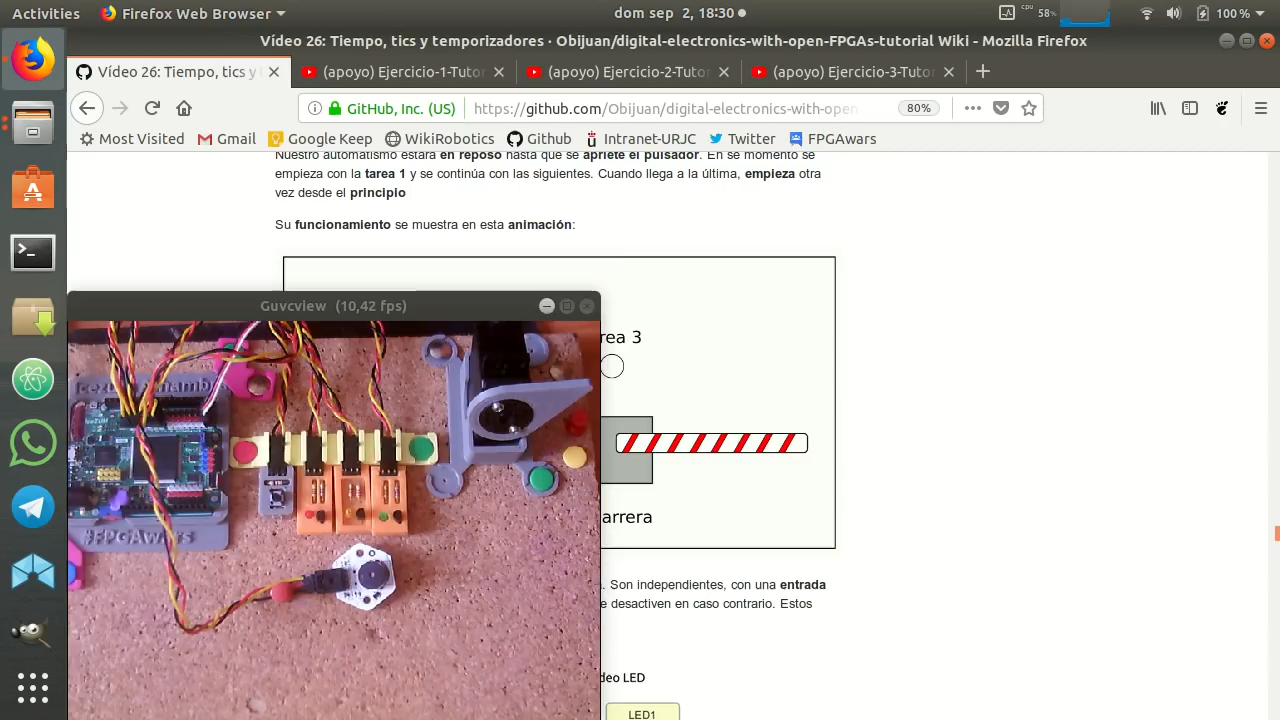 Activities Firefox Web Browser dom sep 2, 18:30 cpu 58% 100 %
Vídeo 26: Tiempo, tics y temporizadores · Obijuan/digital-electronics-with-open-FPGAs-tutorial Wiki - Mozilla Firefox
Vídeo 26: Tiempo, tics y (apoyo) Ejercicio-1-Tutor (apoyo) Ejercicio-2-Tutor (apoyo) Ejercicio-3-Tutor
GitHub, Inc. (US) https://github.com/Obijuan/digital-electronics-with-open- 80%
Most Visited Gmail Google Keep WikiRobotics Github Intranet-URJC Twitter FPGAwars
Nuestro automatismo estará en reposo hasta que se apriete el pulsador. En se momento se
empieza con la tarea 1 y se continúa con las siguientes. Cuando llega a la última, empieza otra
vez desde el principio
Su funcionamiento se muestra en esta animación:
Guvcview (10,42 fps)
rea 3
#FPGAwars
arrera
. Son independientes, con una entrada
e desactiven en caso contrario. Estos
deo LED
LED1